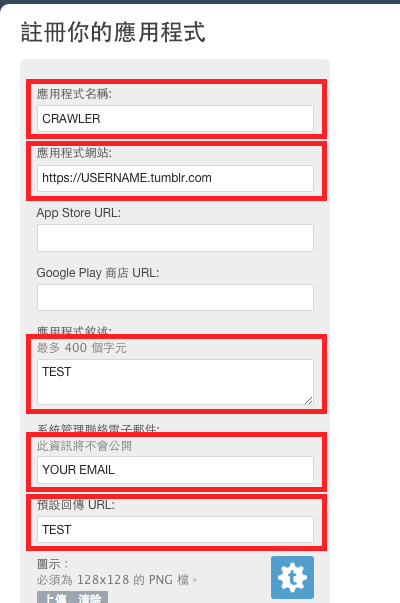 註冊你的應用程式
應用程式名稱:
CRAWLER
應用程式網站:
https://USERNAME.tumblr.com
App Store URL:
Google Play 商店 URL:
應用程式敘述:
最多 400 個字元
TEST
系統管理聯絡電子郵件:
此資訊將不會公開
YOUR EMAIL
預設回傳 URL:
TEST
圖示：
必須為 128x128 的 PNG 檔。
上傳 清除